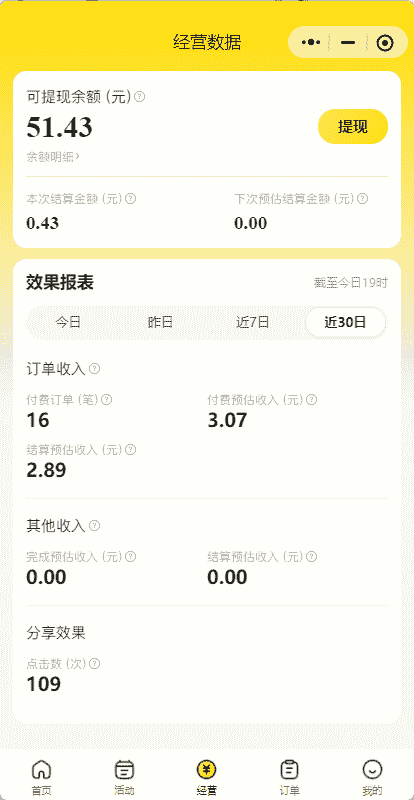 经营数据
可提现余额 (元)
51.43
提现
余额明细
本次结算金额 (元) 下次预估结算金额 (元)
0.43 0.00
效果报表 截至今日19时
今日 昨日 近7日 近30日
订单收入
付费订单 (笔) 付费预估收入 (元)
16 3.07
结算预估收入 (元)
2.89
其他收入
完成预估收入 (元) 结算预估收入 (元)
0.00 0.00
分享效果
点击数 (次)
109
首页 活动 经营 订单 我的